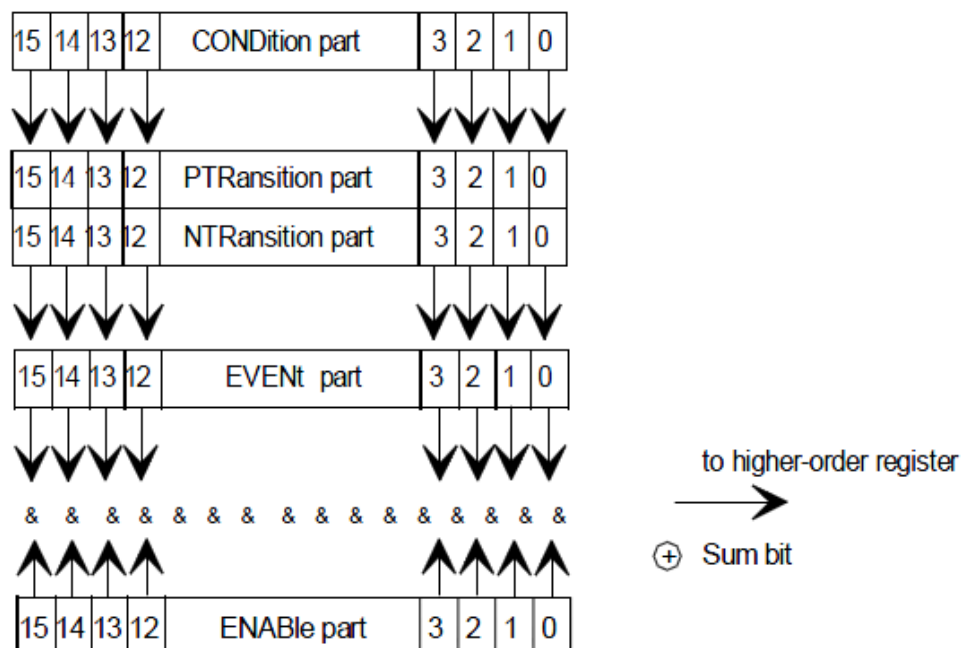 15 14 13 12 CONDition part 3 2 1 0
15 14 13 12 PTRansition part 3 2 1 0
15 14 13 12 NTRansition part 3 2 1 0
15 14 13 12 EVENt part 3 2 1 0
to higher-order register
& & & & & & & & & & & & & & & &
+ Sum bit
15 14 13 12 ENABle part 3 2 1 0